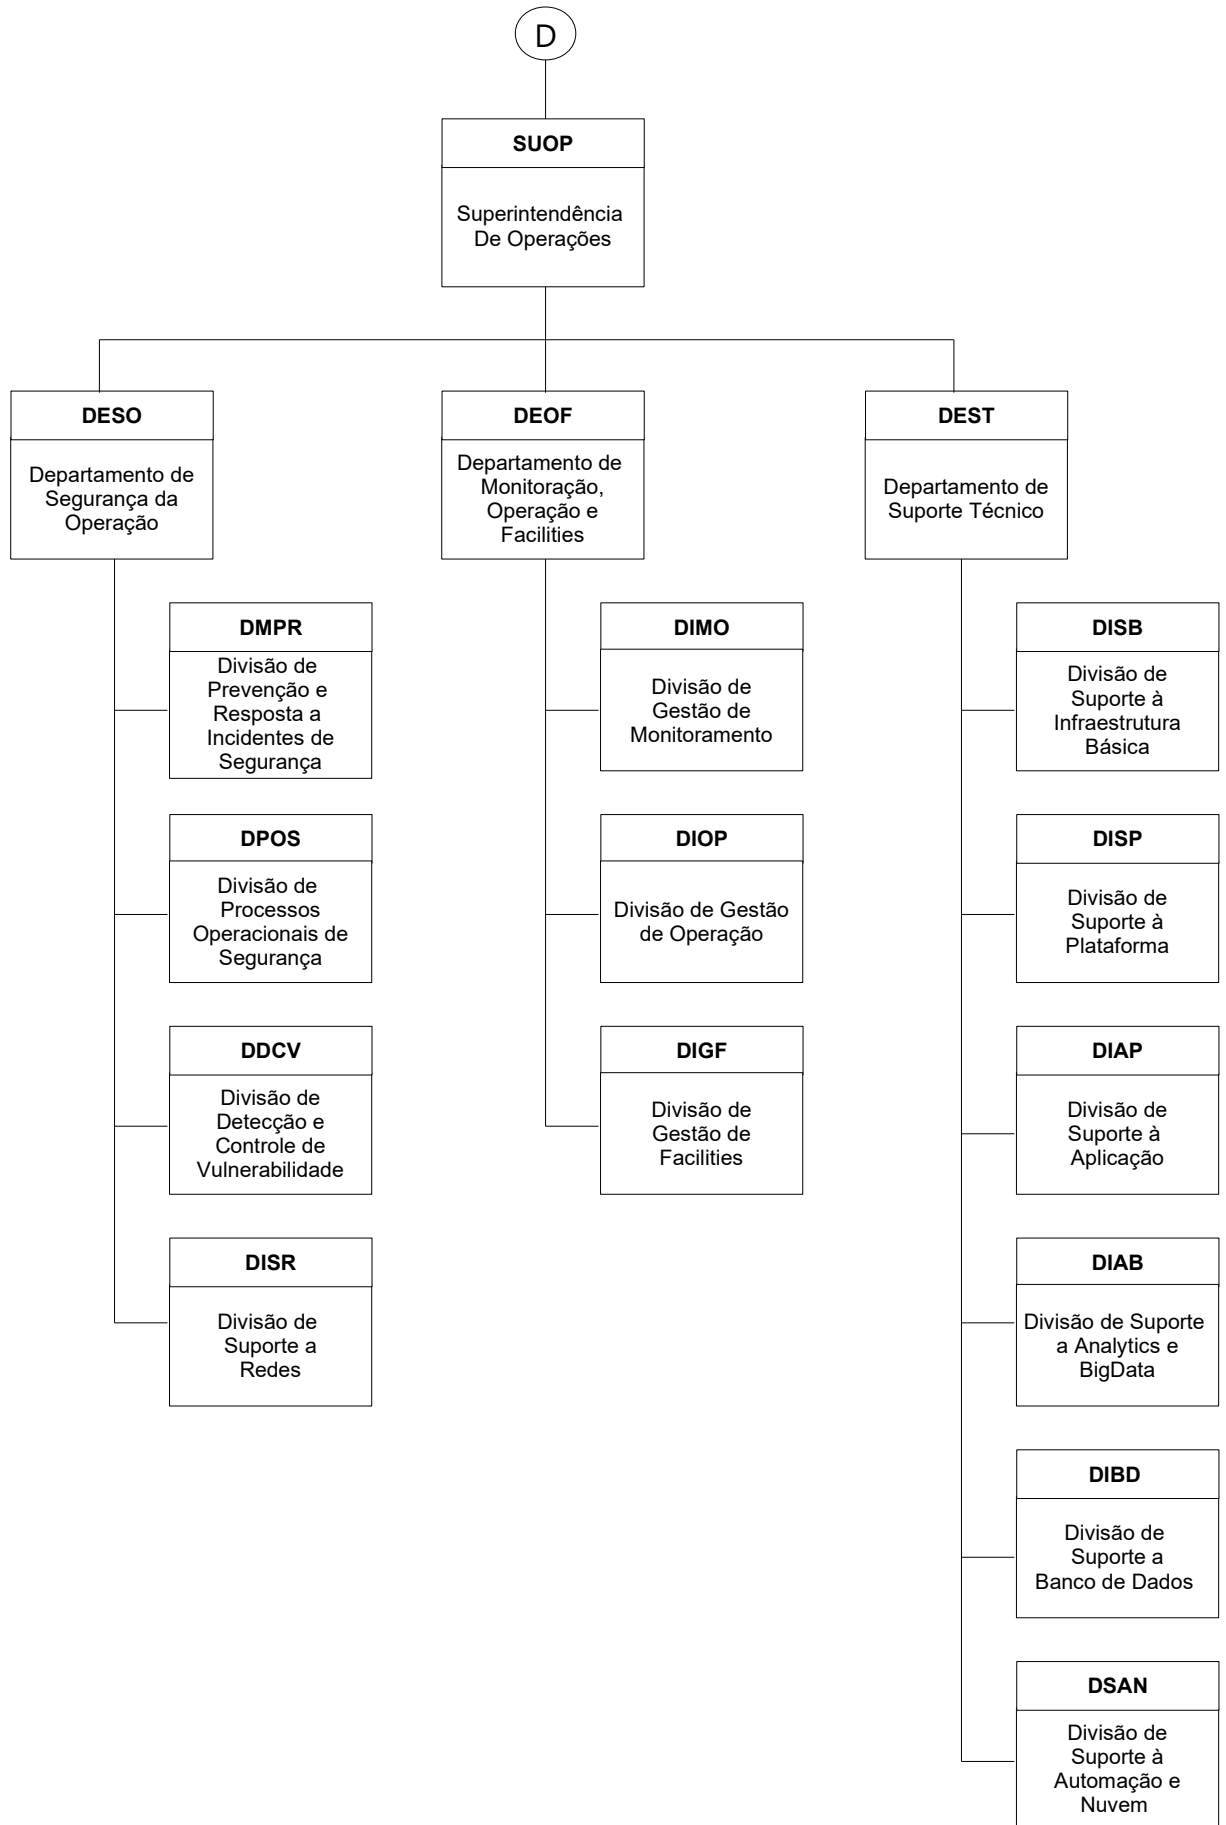 D
SUOP
Superintendência
De Operações
DESO
Departamento de
Segurança da
Operação
DEOF
Departamento de
Monitoração,
Operação e
Facilities
DEST
Departamento de
Suporte Técnico
DMPR
Divisão de
Prevenção e
Resposta a
Incidentes de
Segurança
DPOS
Divisão de
Processos
Operacionais de
Segurança
DDCV
Divisão de
Detecção e
Controle de
Vulnerabilidade
DISR
Divisão de
Suporte a
Redes
DIMO
Divisão de
Gestão de
Monitoramento
DIOP
Divisão de Gestão
de Operação
DIGF
Divisão de
Gestão de
Facilities
DISB
Divisão de
Suporte à
Infraestrutura
Básica
DISP
Divisão de
Suporte à
Plataforma
DIAP
Divisão de
Suporte à
Aplicação
DIAB
Divisão de Suporte
a Analytics e
BigData
DIBD
Divisão de
Suporte a
Banco de Dados
DSAN
Divisão de
Suporte à
Automação e
Nuvem